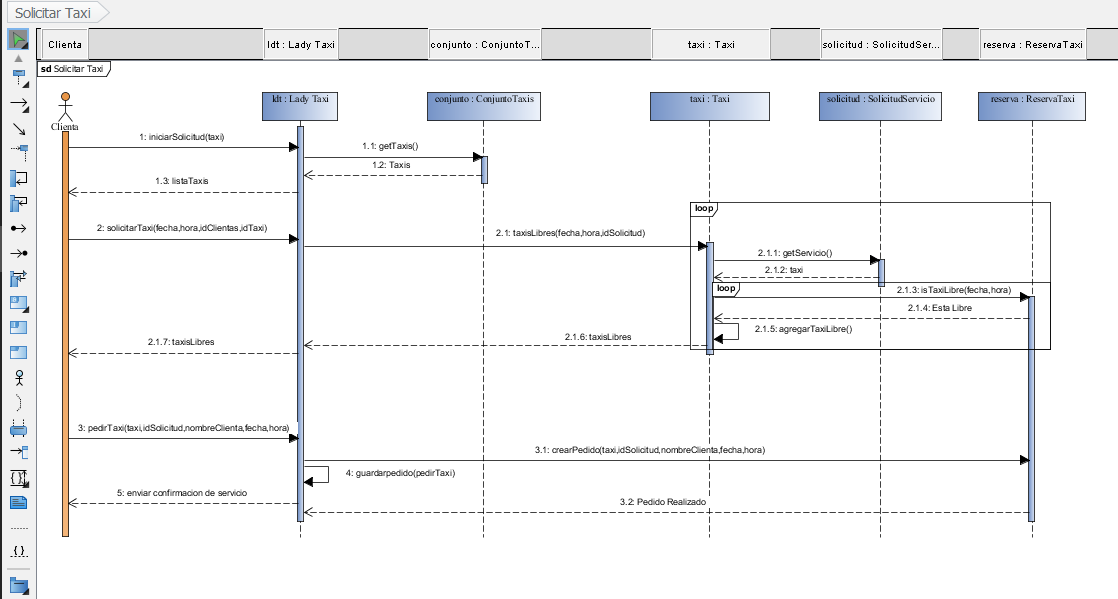 Solicitar Taxi
Clienta
ldt : Lady Taxi
conjunto : ConjuntoT...
taxi : Taxi
solicitud : SolicitudSer...
reserva : ReservaTaxi
sd Solicitar Taxi
Clienta
ldt : Lady Taxi
conjunto : ConjuntoTaxis
taxi : Taxi
solicitud : SolicitudServicio
reserva : ReservaTaxi
1: iniciarSolicitud(taxi)
1.1: getTaxis()
1.2: Taxis
1.3: listaTaxis
loop
2: solicitarTaxi(fecha,hora,idClientas,idTaxi)
2.1: taxisLibres(fecha,hora,idSolicitud)
2.1.1: getServicio()
2.1.2: taxi
loop
2.1.3: isTaxiLibre(fecha,hora)
2.1.4: Esta Libre
2.1.5: agregarTaxiLibre()
2.1.6: taxisLibres
2.1.7: taxisLibres
3: pedirTaxi(taxi,idSolicitud,nombreClienta,fecha,hora)
3.1: crearPedido(taxi,idSolicitud,nombreClienta,fecha,hora)
4: guardarpedido(pedirTaxi)
5: enviar confirmacion de servicio
3.2: Pedido Realizado